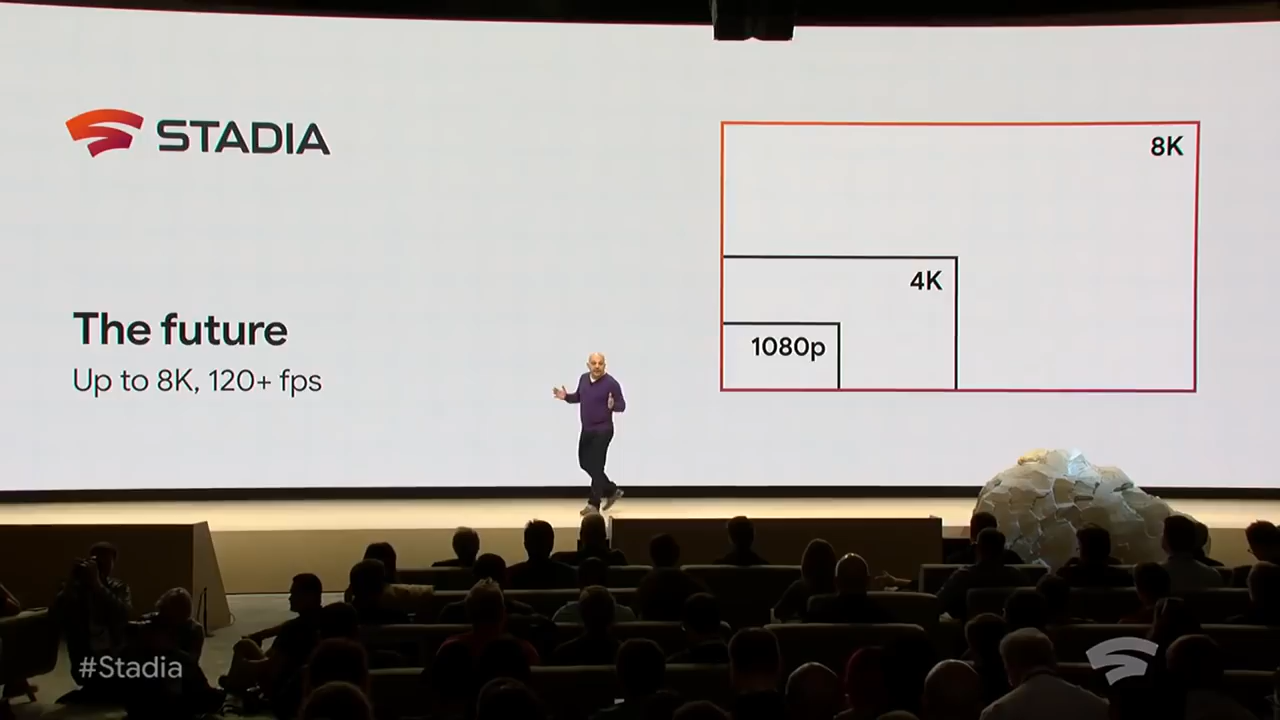 STADIA
8K
4K
1080p
The future
Up to 8K, 120+ fps
#Stadia